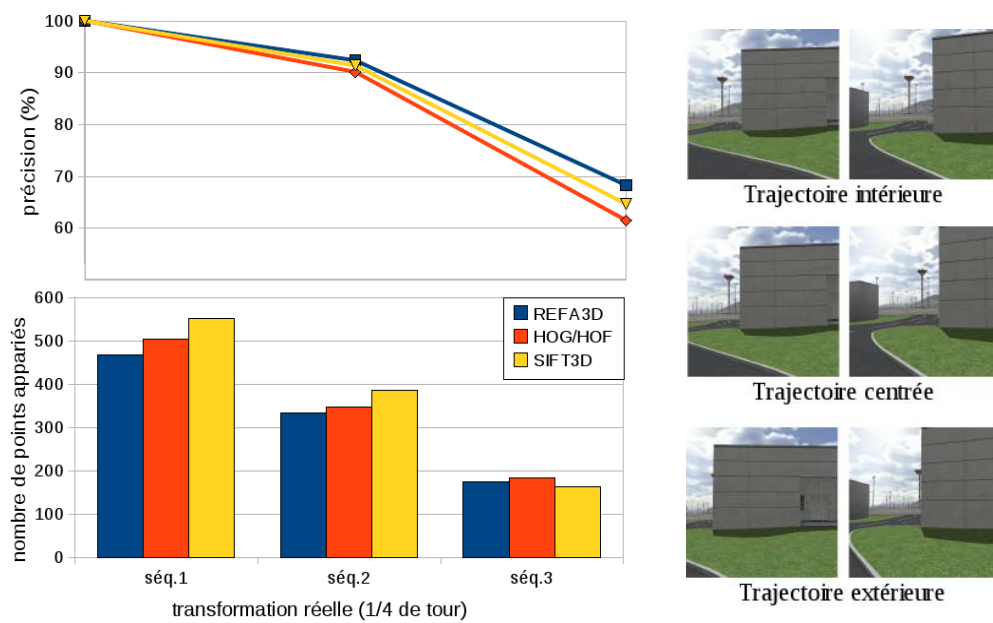 100
90
80
70
60
précision (%)
600
500
400
300
200
100
0
nombre de points appariés
REFA3D
HOG/HOF
SIFT3D
séq.1
séq.2
séq.3
transformation réelle (1/4 de tour)
Trajectoire intérieure
Trajectoire centrée
Trajectoire extérieure